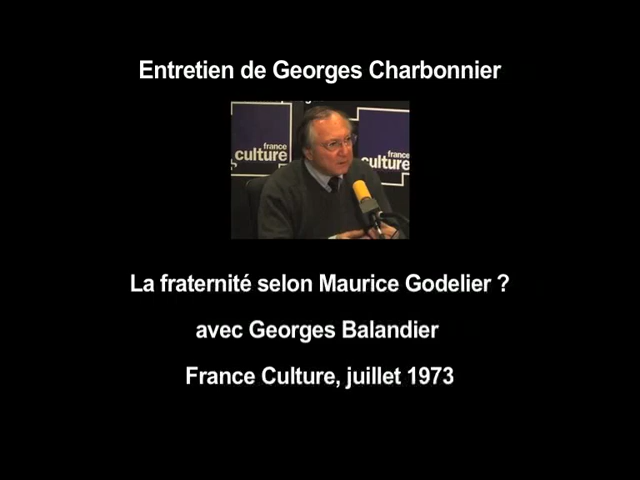 Entretien de Georges Charbonnier
france
culture
france
culture
La fraternité selon Maurice Godelier ?
avec Georges Balandier
France Culture, juillet 1973